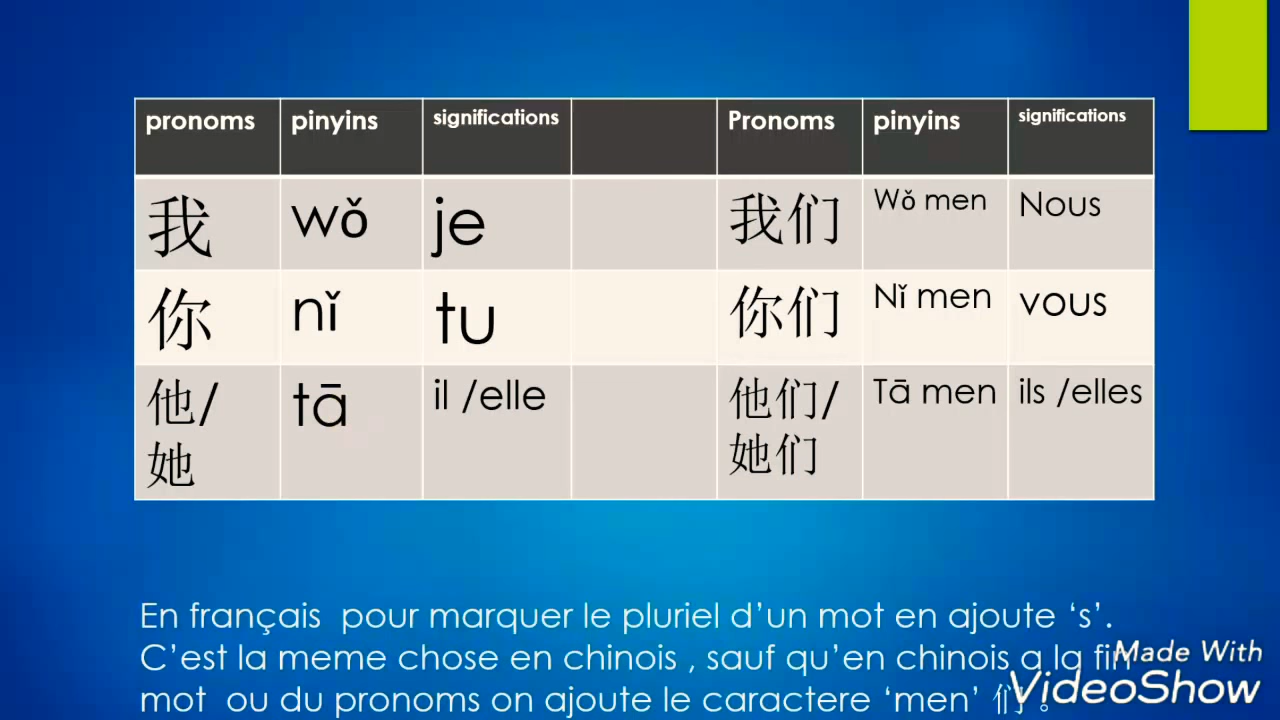 pronoms pinyins significations Pronoms pinyins significations
我 wǒ je 我们 Wǒ men Nous
你 nǐ tu 你们 Nǐ men vous
他/ tā il /elle 他们/ Tā men ils /elles
她 她们
En français pour marquer le pluriel d’un mot en ajoute ‘s’.
C’est la meme chose en chinois , sauf qu’en chinois a la fin
mot ou du pronoms on ajoute le caractere ‘men’ 们 .
Made With
VideoShow